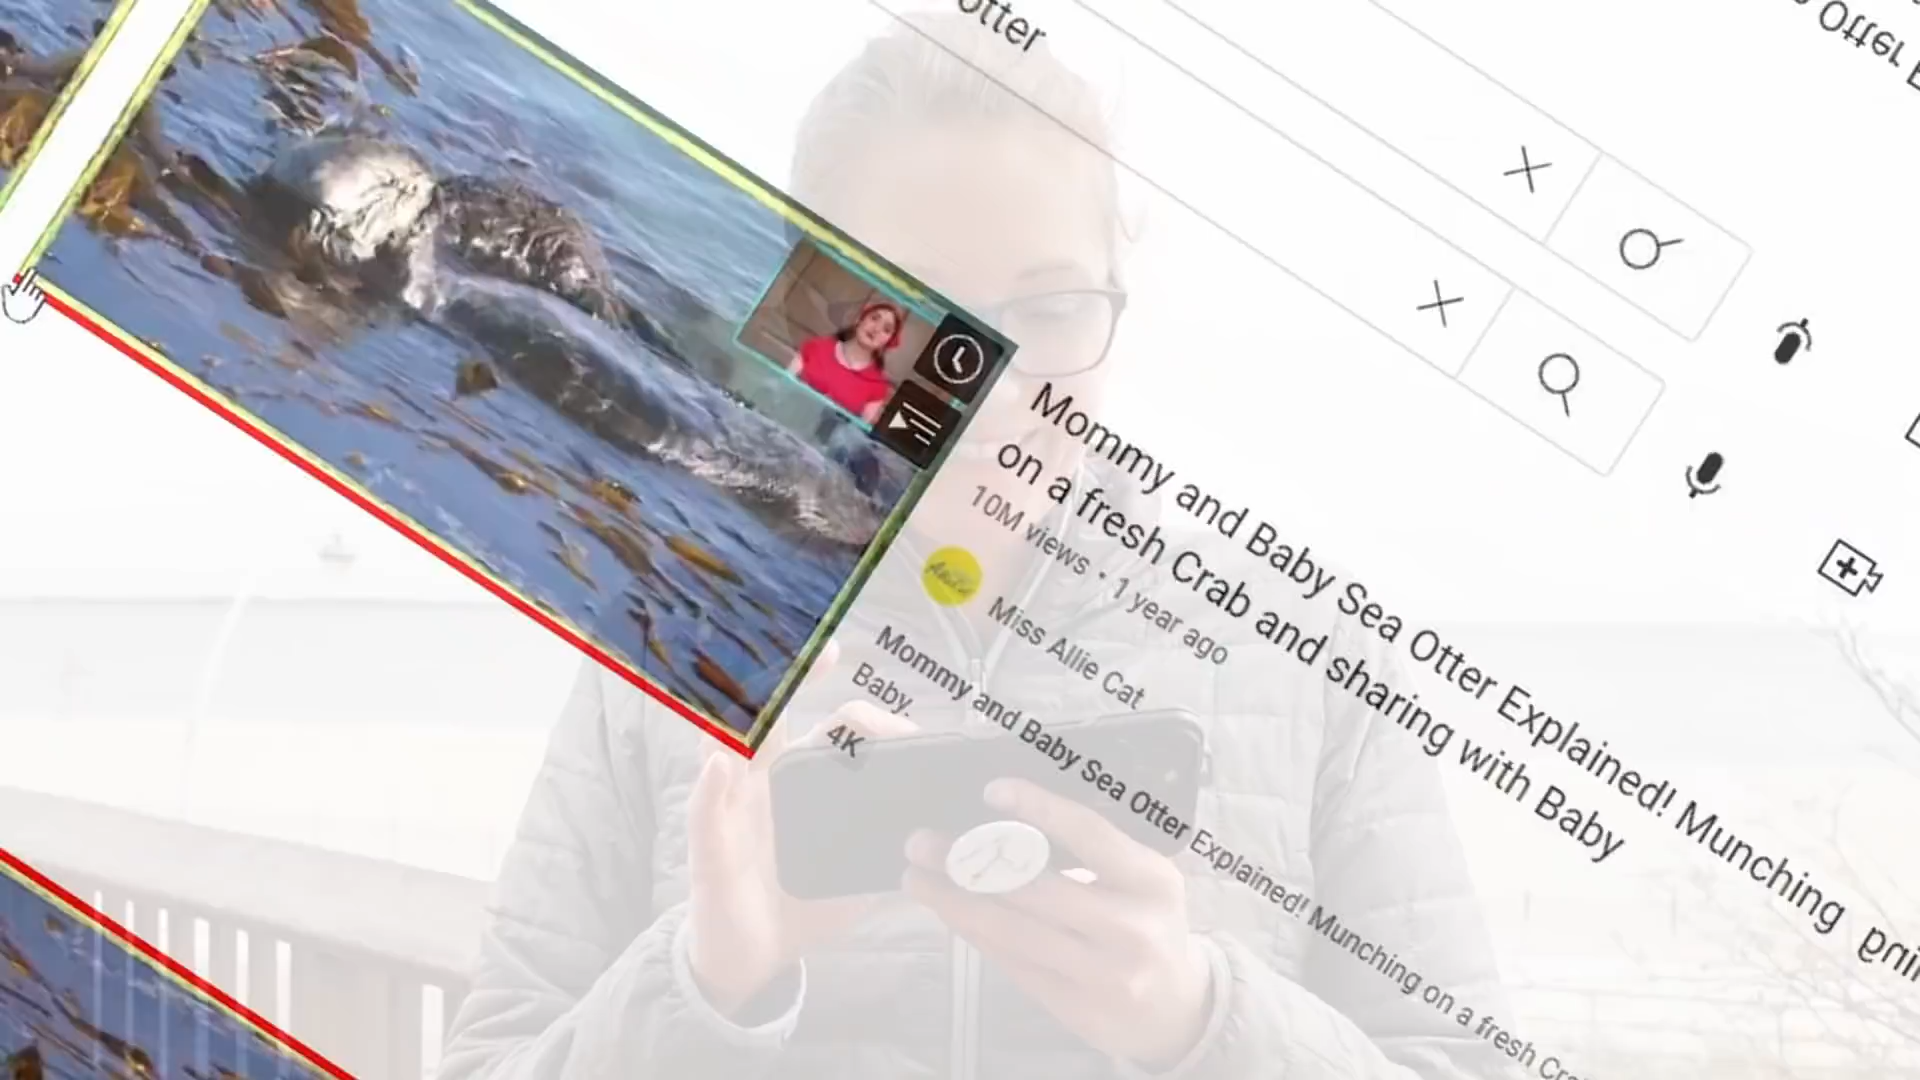 otter
Otter
Mommy and Baby Sea Otter Explained! Munching
on a fresh Crab and sharing with Baby
10M views • 1 year ago
Miss Allie Cat
Mommy and Baby Sea Otter Explained! Munching on a fresh
Baby.
4K